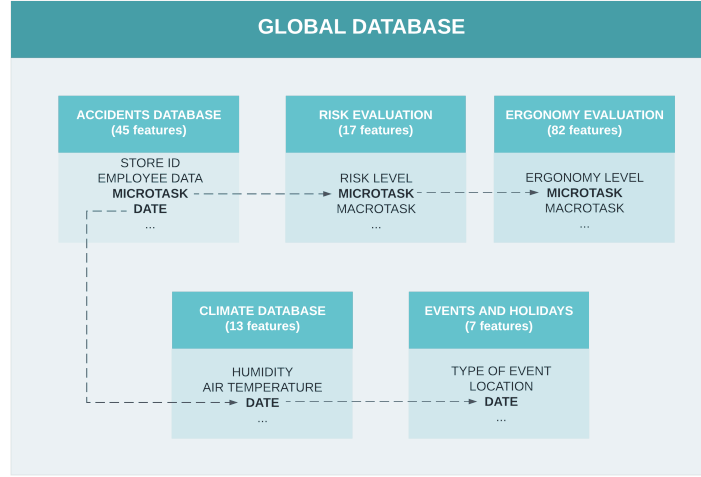 GLOBAL DATABASE
ACCIDENTS DATABASE
(45 features)
STORE ID
EMPLOYEE DATA
MICROTASK
DATE
...
RISK EVALUATION
(17 features)
RISK LEVEL
MICROTASK
MACROTASK
...
ERGONOMY EVALUATION
(82 features)
ERGONOMY LEVEL
MICROTASK
MACROTASK
...
CLIMATE DATABASE
(13 features)
HUMIDITY
AIR TEMPERATURE
DATE
...
EVENTS AND HOLIDAYS
(7 features)
TYPE OF EVENT
LOCATION
DATE
...